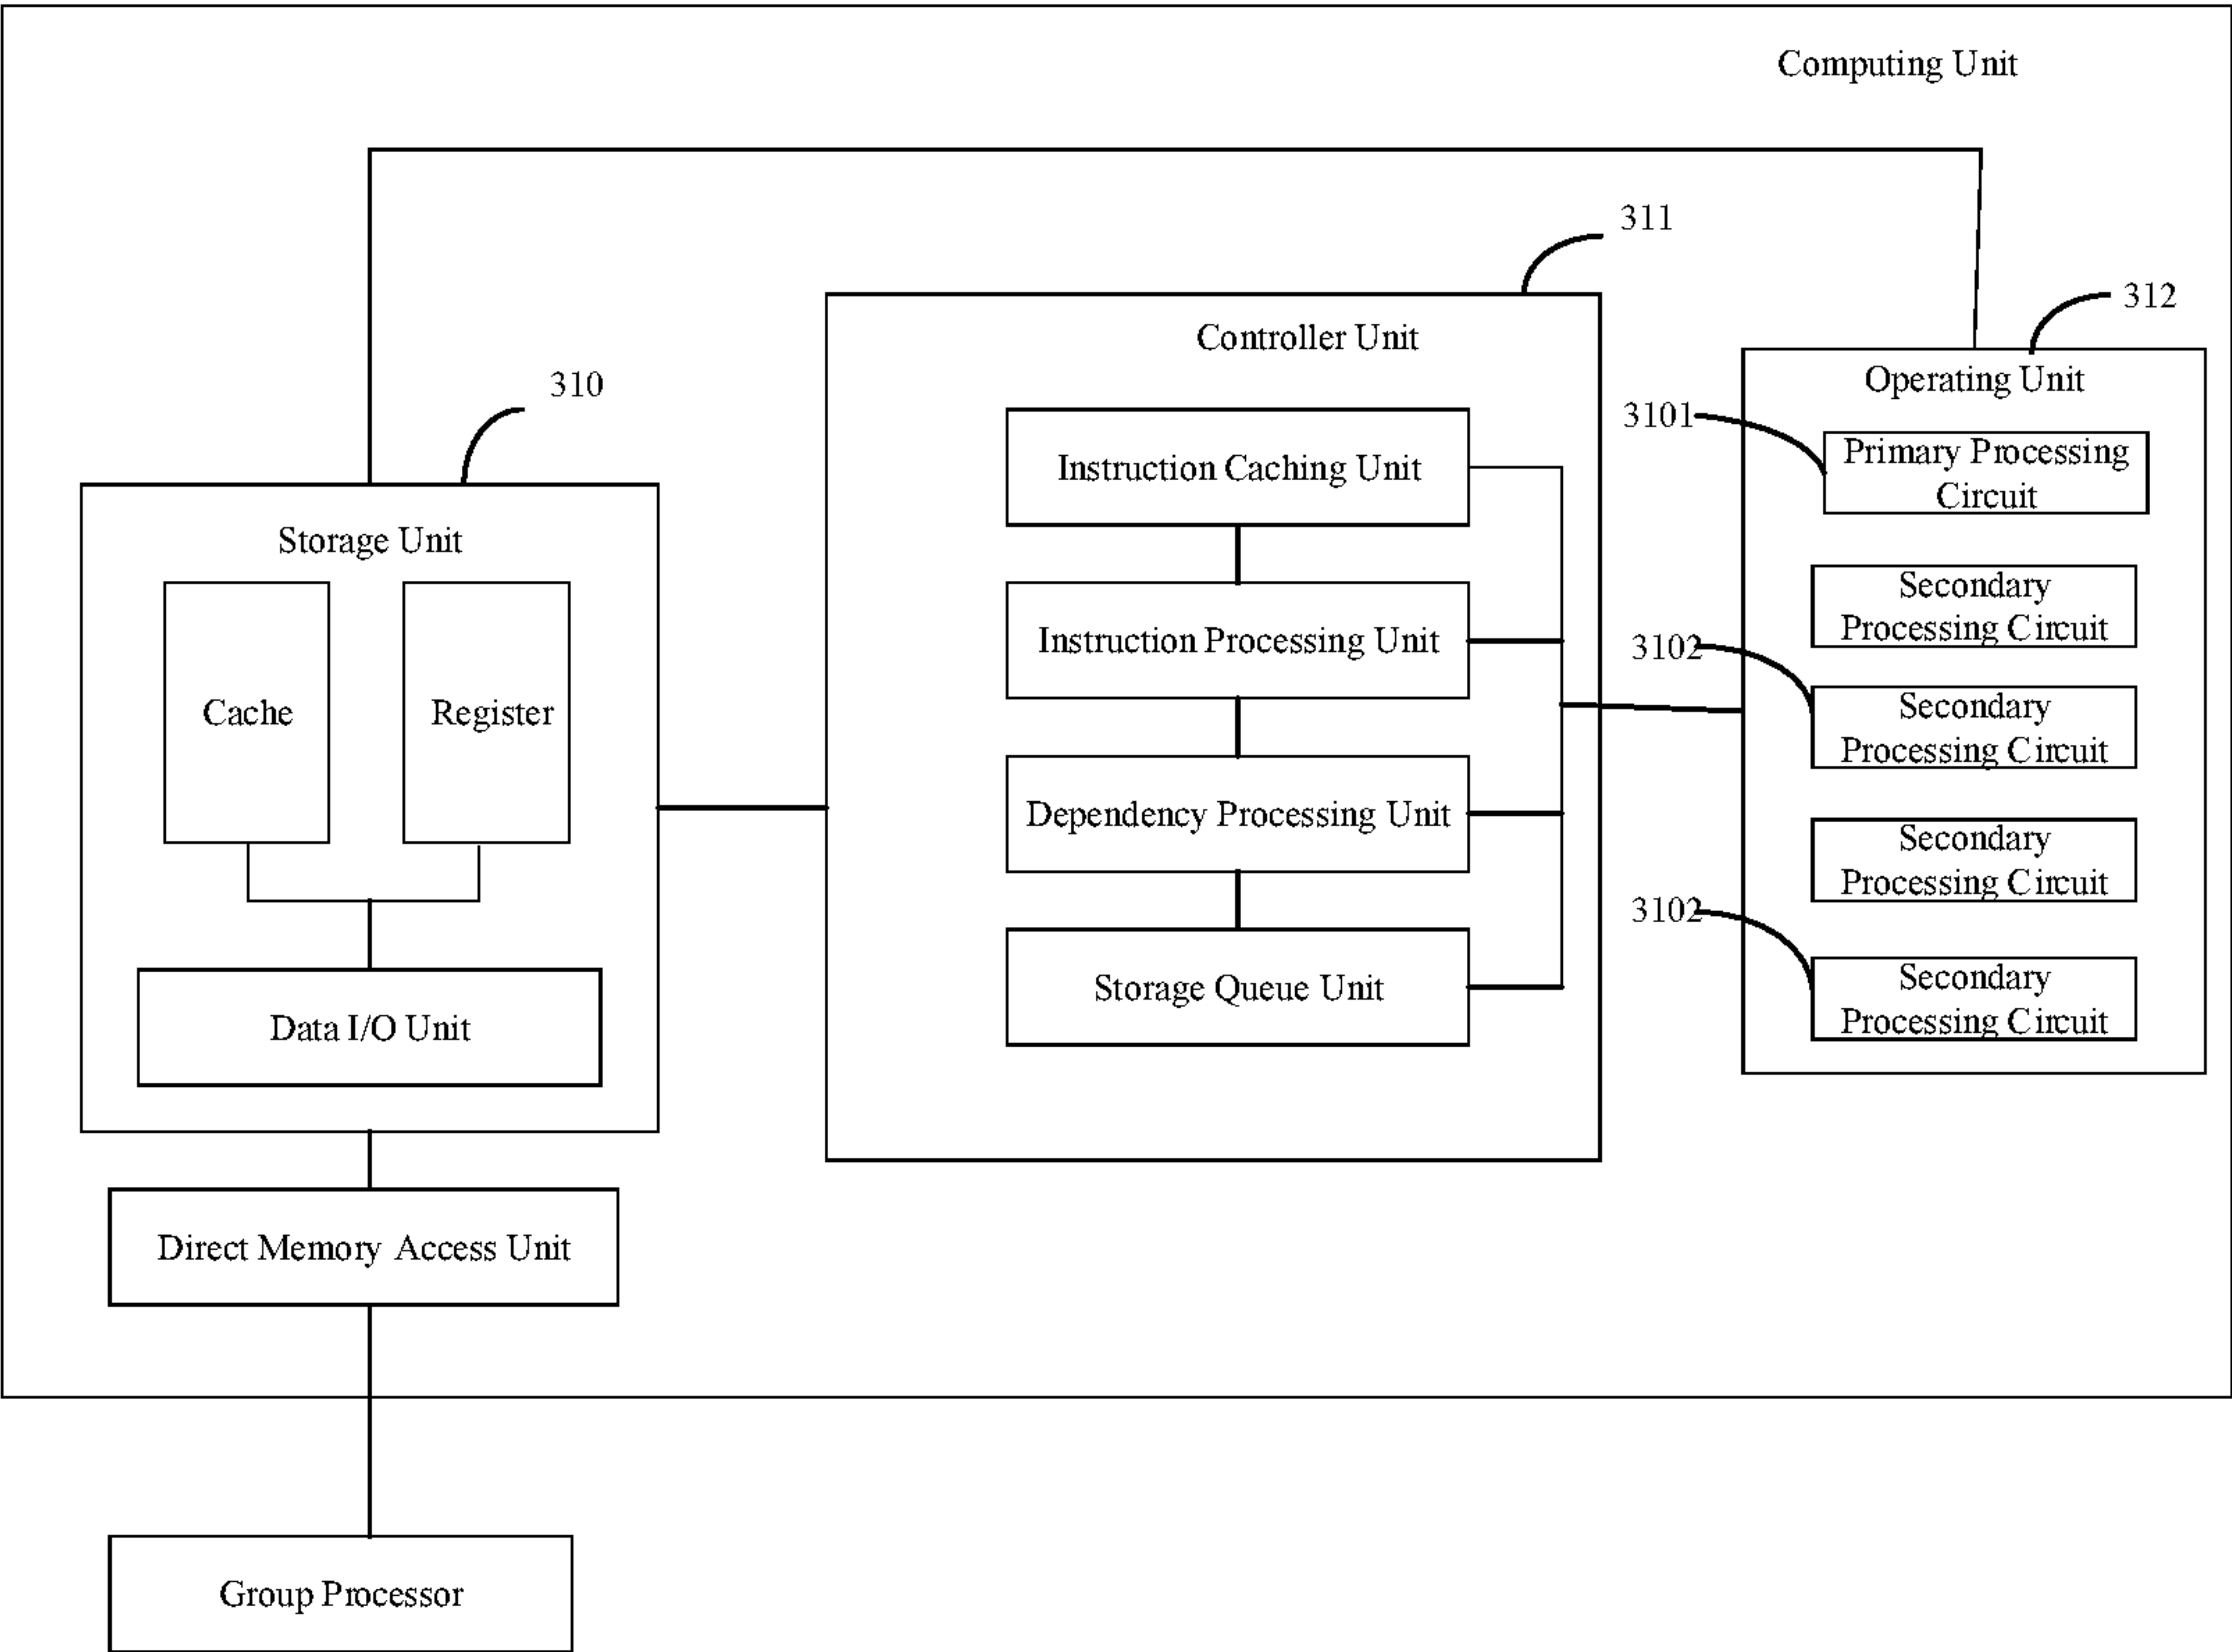 Computing Unit
311
Controller Unit
312
Operating Unit
310
3101
Primary Processing
Circuit
Instruction Caching Unit
Storage Unit
Secondary
Processing Circuit
Instruction Processing Unit
3102
Secondary
Processing Circuit
Cache
Register
Dependency Processing Unit
Secondary
Processing Circuit
3102
Secondary
Processing Circuit
Storage Queue Unit
Data I/O Unit
Direct Memory Access Unit
Group Processor